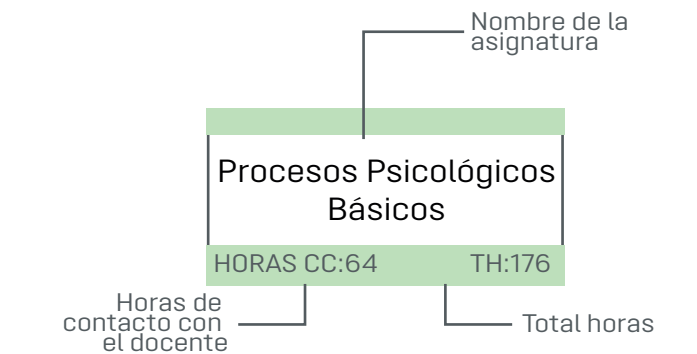 Nombre de la
asignatura
Procesos Psicológicos
Básicos
HORAS CC:64 TH:176
Horas de
contacto con
el docente
Total horas